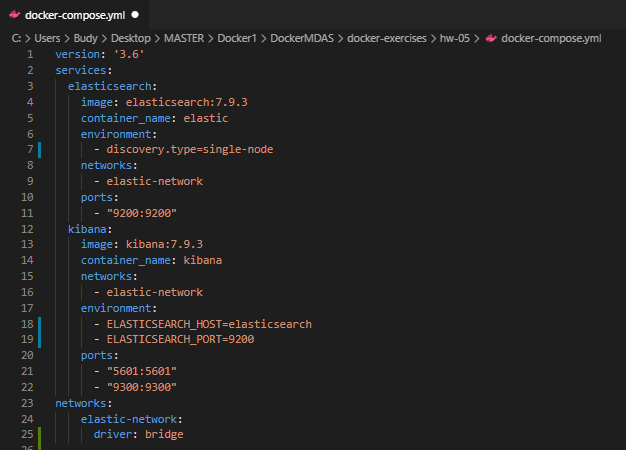 docker-compose.yml
C: > Users > Budy > Desktop > MASTER > Docker1 > DockerMDAS > docker-exercises > hw-05 > docker-compose.yml
1 version: '3.6'
2 services:
3   elasticsearch:
4     image: elasticsearch:7.9.3
5     container_name: elastic
6     environment:
7       - discovery.type=single-node
8     networks:
9       - elastic-network
10     ports:
11       - "9200:9200"
12   kibana:
13     image: kibana:7.9.3
14     container_name: kibana
15     networks:
16       - elastic-network
17     environment:
18       - ELASTICSEARCH_HOST=elasticsearch
19       - ELASTICSEARCH_PORT=9200
20     ports:
21       - "5601:5601"
22       - "9300:9300"
23 networks:
24     elastic-network:
25       driver: bridge
26